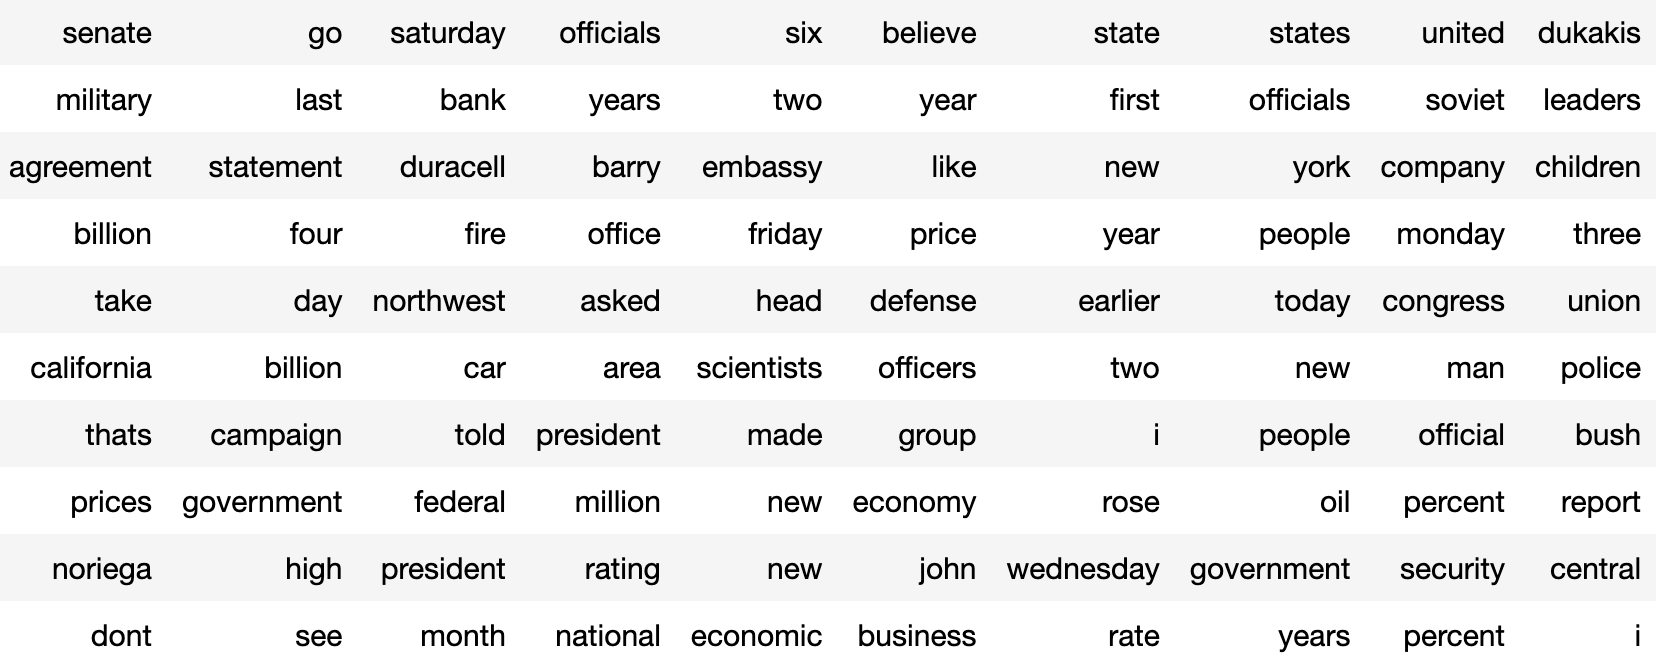 senate go saturday officials six believe state states united dukakis
military last bank years two year first officials soviet leaders
agreement statement duracell barry embassy like new york company children
billion four fire office friday price year people monday three
take day northwest asked head defense earlier today congress union
california billion car area scientists officers two new man police
thats campaign told president made group i people official bush
prices government federal million new economy rose oil percent report
noriega high president rating new john wednesday government security central
dont see month national economic business rate years percent i